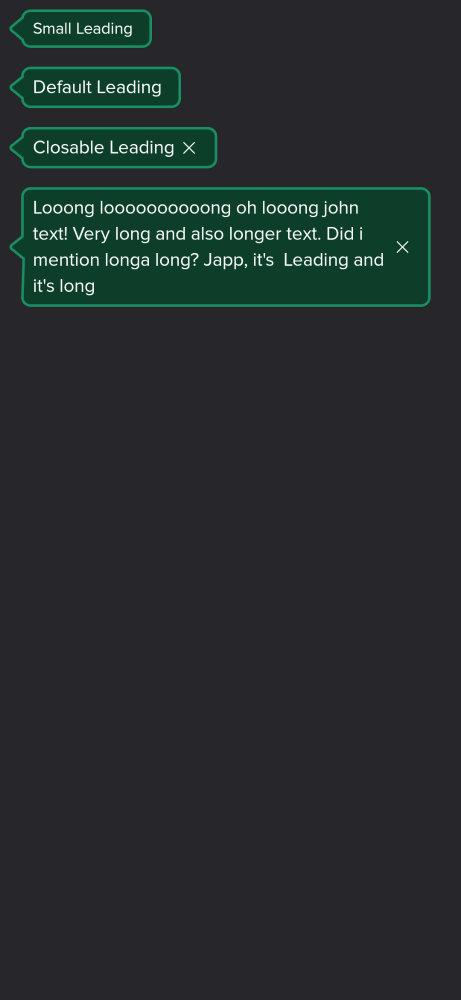 Small Leading
Default Leading
Closable Leading
Looong loooooooooong oh looong john
text! Very long and also longer text. Did i
mention longa long? Japp, it's  Leading and
it's long